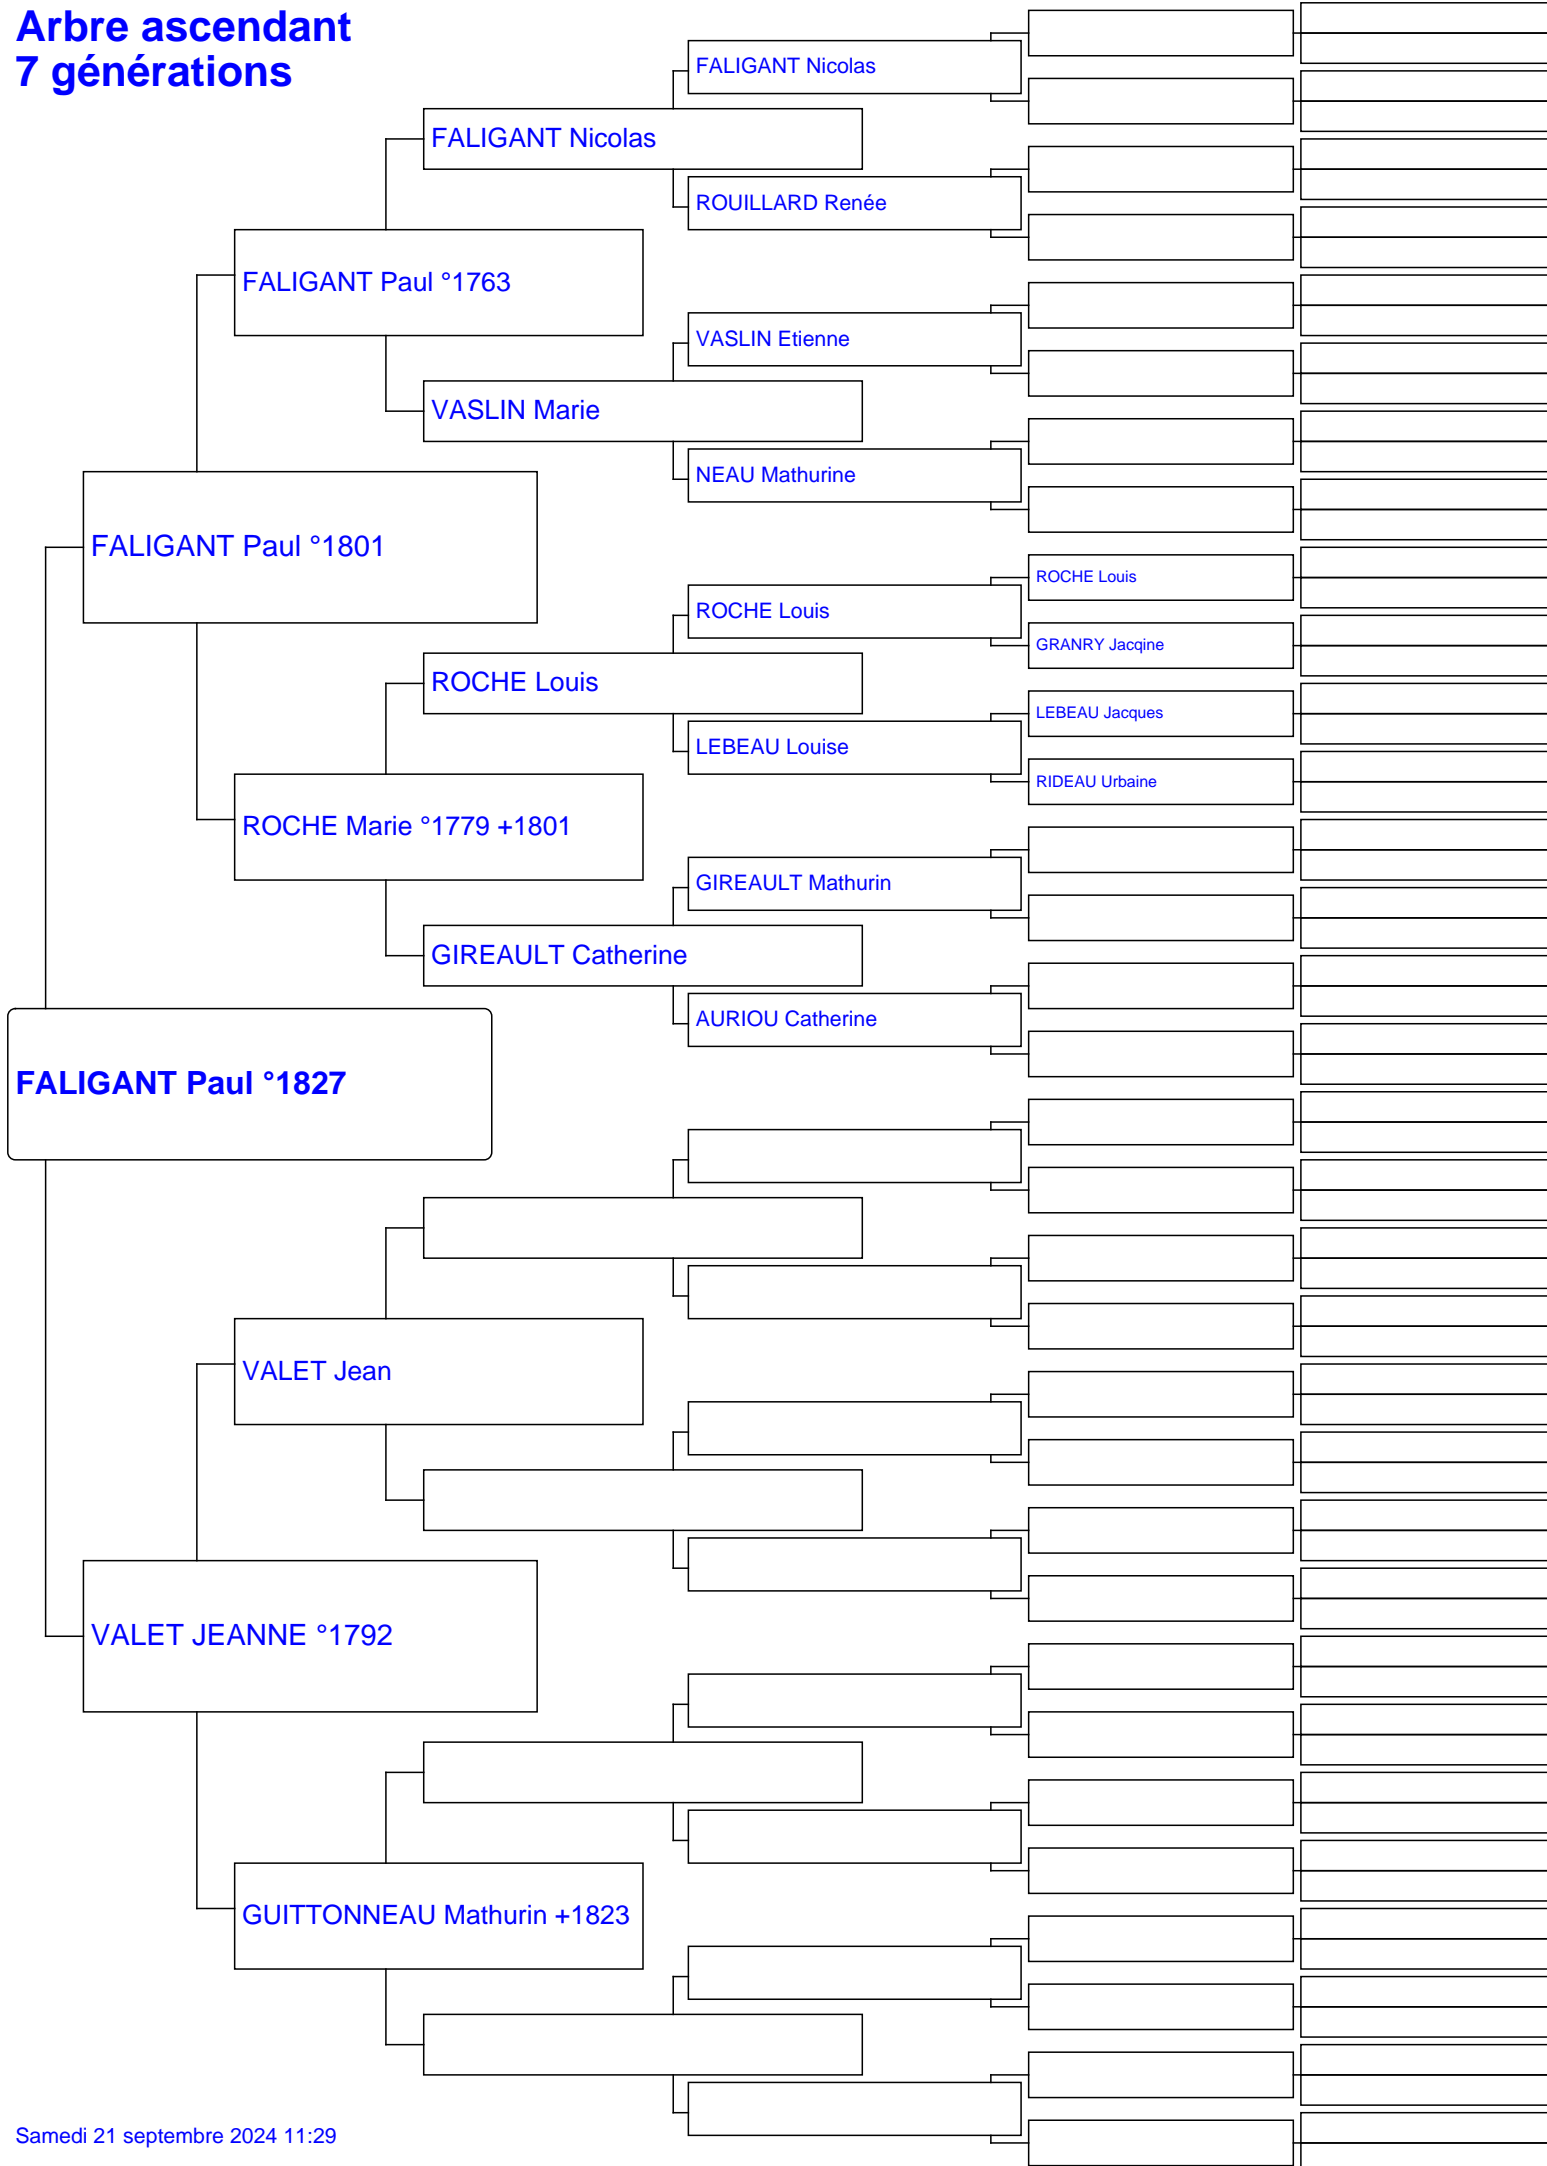 Arbre ascendant
7 générations
FALIGANT Nicolas
FALIGANT Nicolas
ROUILLARD Renée
FALIGANT Paul °1763
VASLIN Etienne
VASLIN Marie
NEAU Mathurine
FALIGANT Paul °1801
ROCHE Louis
ROCHE Louis
GRANRY Jacqine
ROCHE Louis
LEBEAU Jacques
LEBEAU Louise
RIDEAU Urbaine
ROCHE Marie °1779 +1801
GIREAULT Mathurin
GIREAULT Catherine
AURIOU Catherine
FALIGANT Paul °1827
VALET Jean
VALET JEANNE °1792
GUITTONNEAU Mathurin +1823
Samedi 21 septembre 2024 11:29